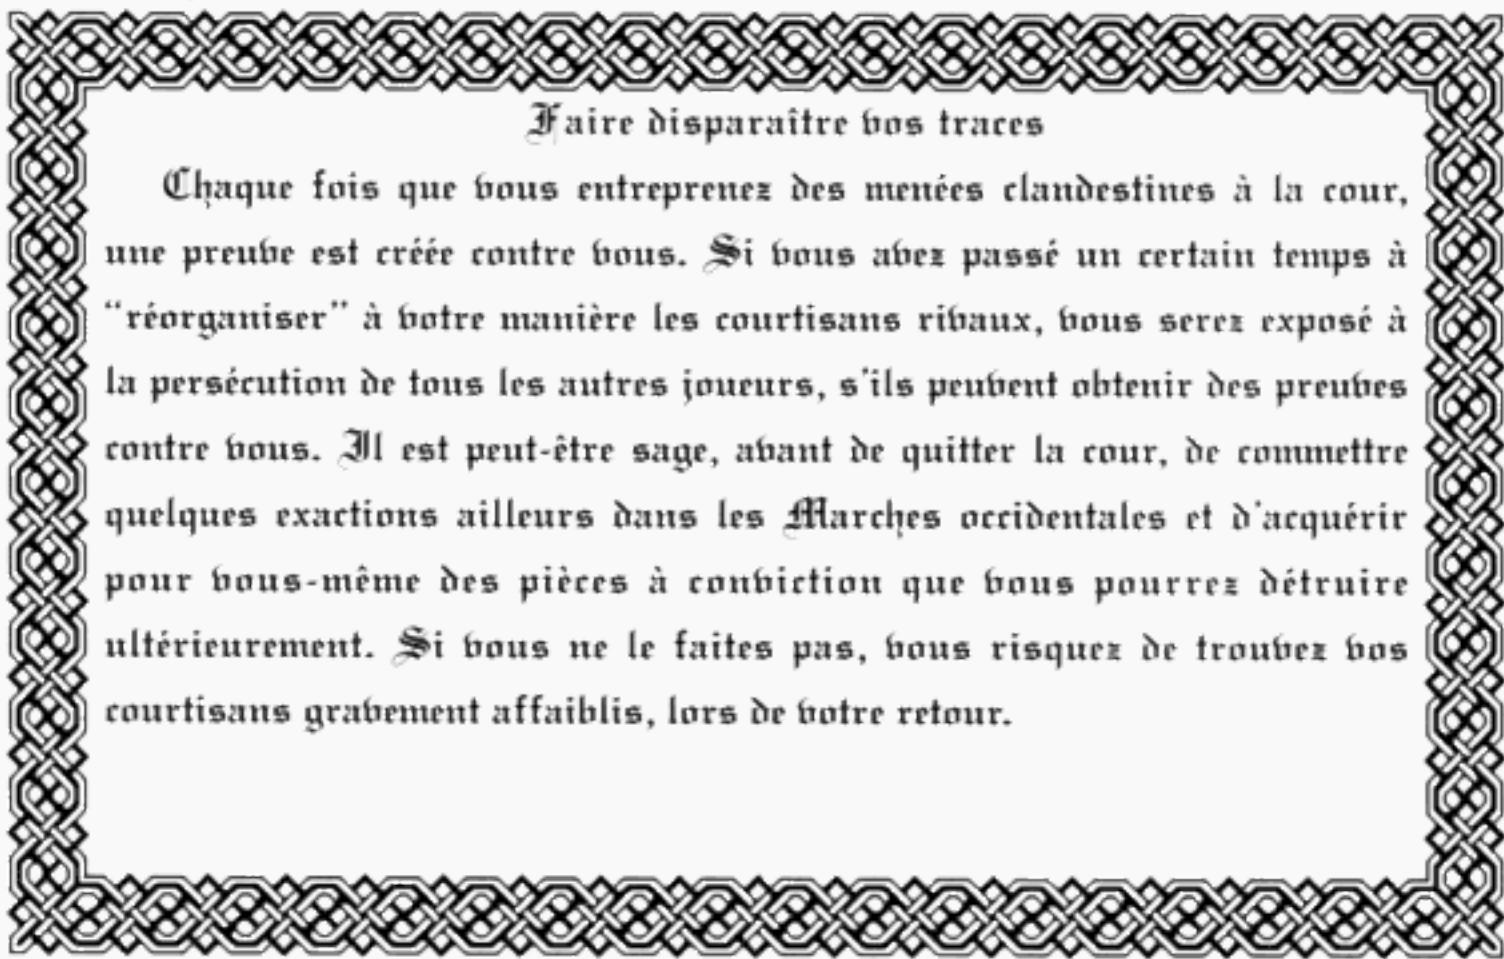 Faire disparaître vos traces
Chaque fois que vous entreprenez des menées clandestines à la cour,
une preuve est créée contre vous. Si vous avez passé un certain temps à
“réorganiser” à votre manière les courtisans rivaux, vous serez exposé à
la persécution de tous les autres joueurs, s'ils peuvent obtenir des preuves
contre vous. Il est peut-être sage, avant de quitter la cour, de commettre
quelques exactions ailleurs dans les Marches occidentales et d'acquérir
pour vous-même des pièces à conviction que vous pourrez détruire
ultérieurement. Si vous ne le faites pas, vous risquez de trouvez vos
courtisans gravement affaiblis, lors de votre retour.